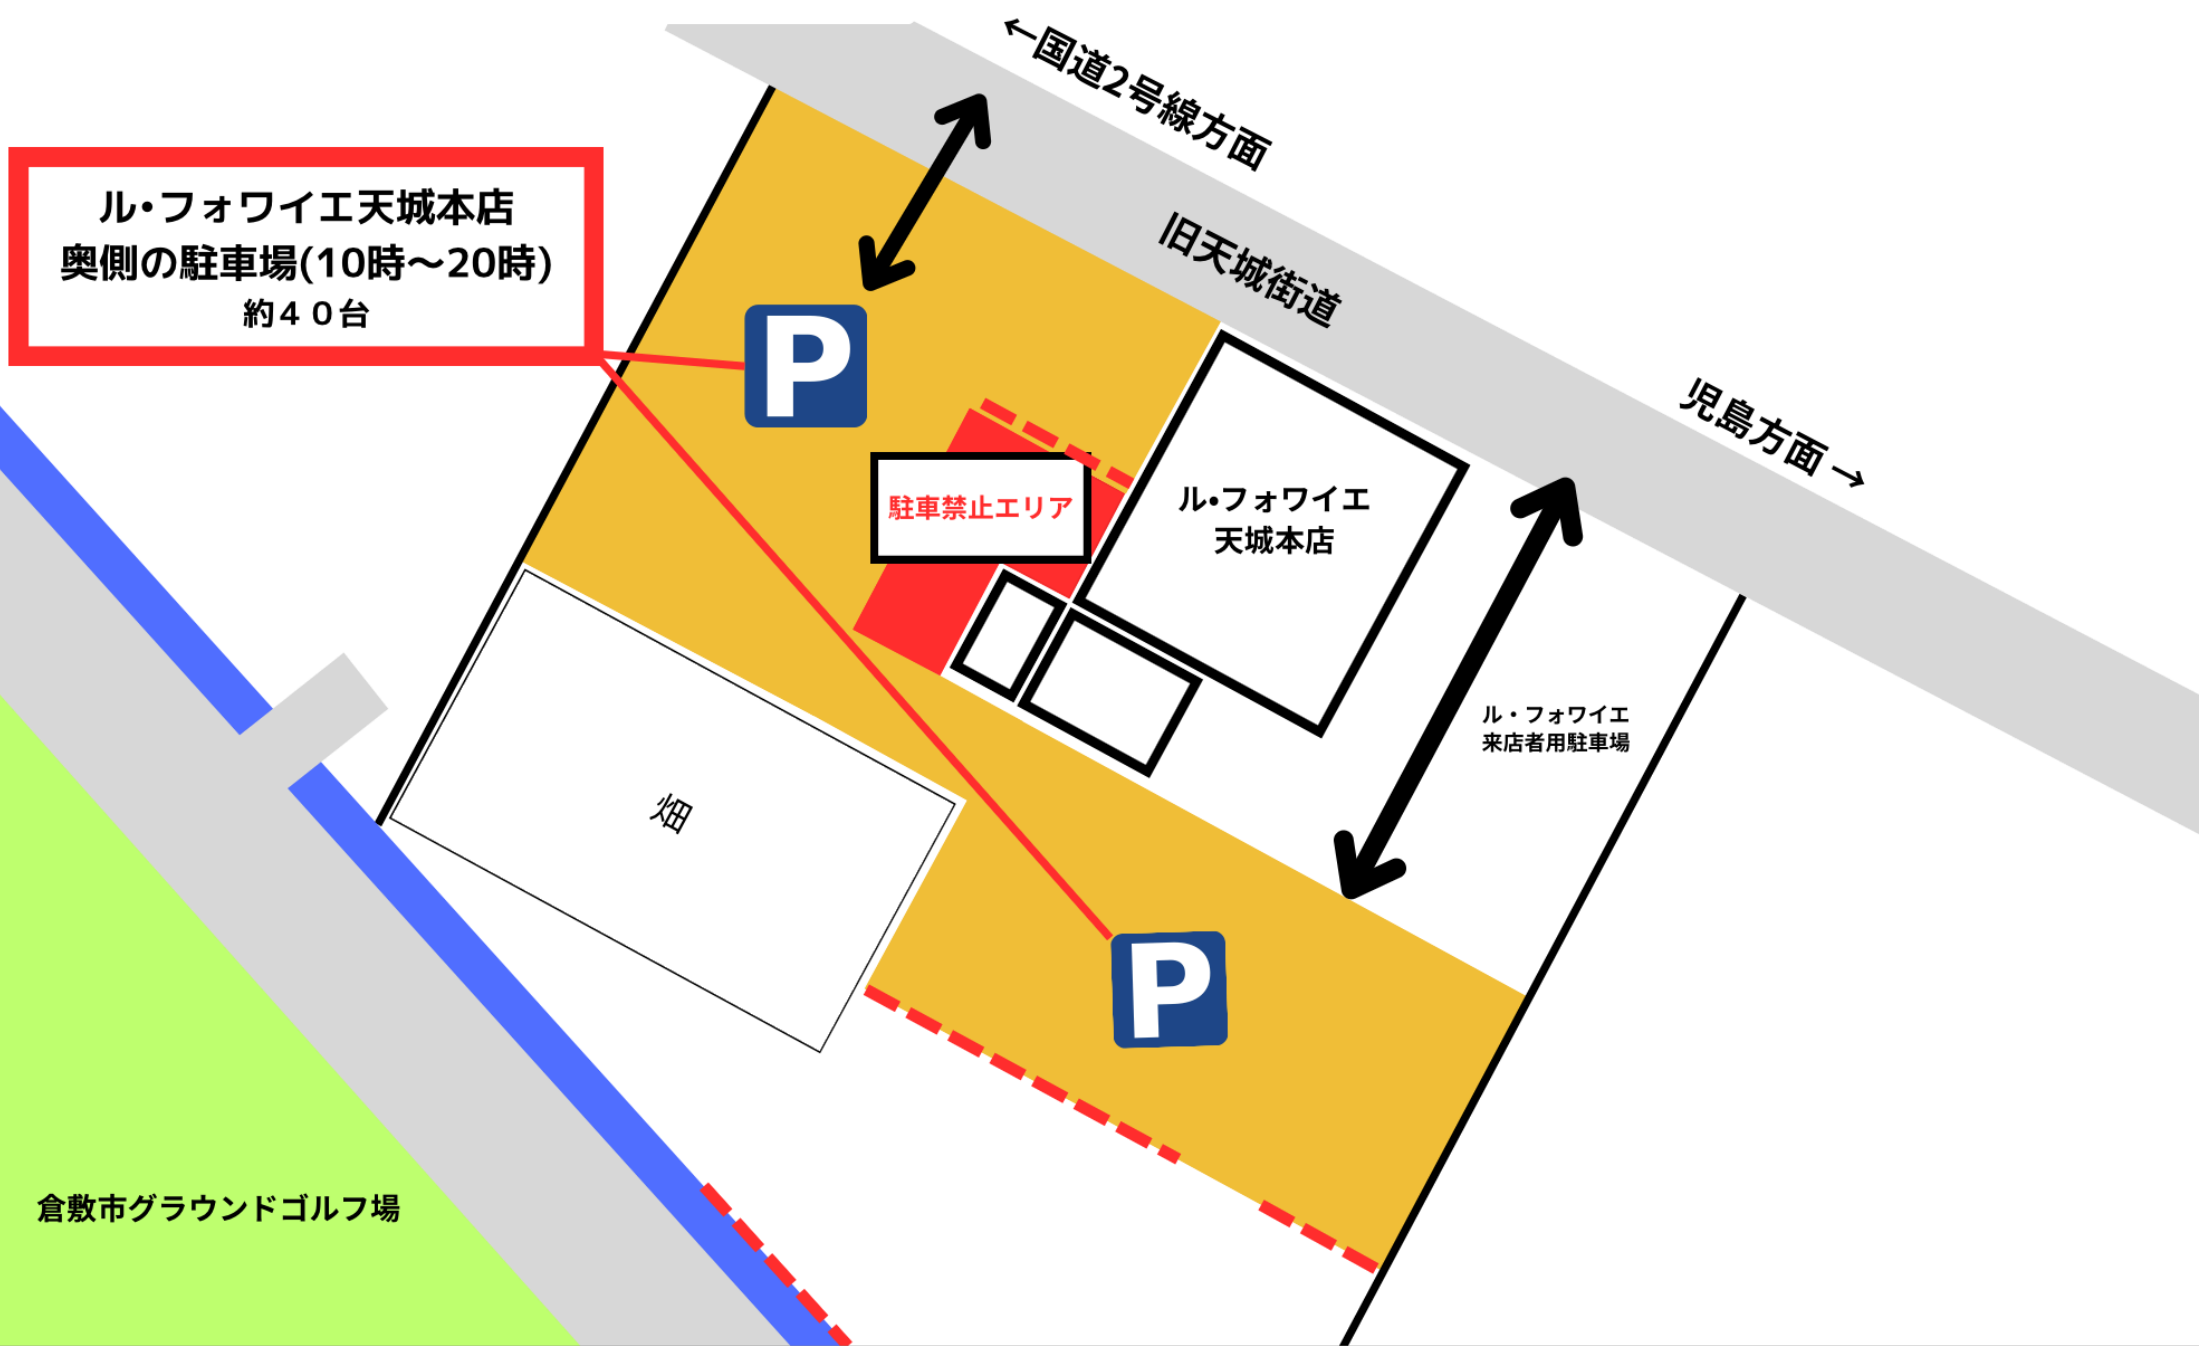 ←国道2号線方面
旧天城街道
児島方面→
ル・フォワイエ天城本店
奥側の駐車場(10時〜20時)
約４０台
P
駐車禁止エリア
ル・フォワイエ
天城本店
ル・フォワイエ
来店者用駐車場
畑
P
倉敷市グラウンドゴルフ場